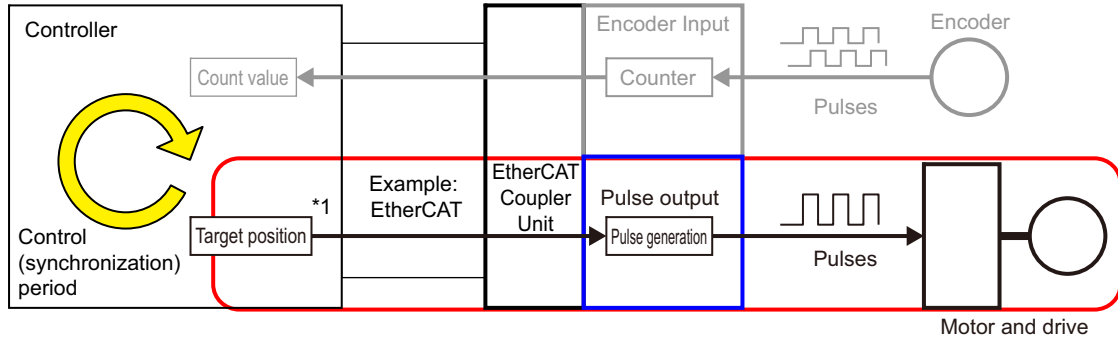 Controller
Encoder Input
Encoder
Count value
Counter
Pulses
Example:
EtherCAT
EtherCAT
Coupler
Unit
*1
Pulse output
Target position
Pulse generation
Pulses
Control
(synchronization)
period
Motor and drive